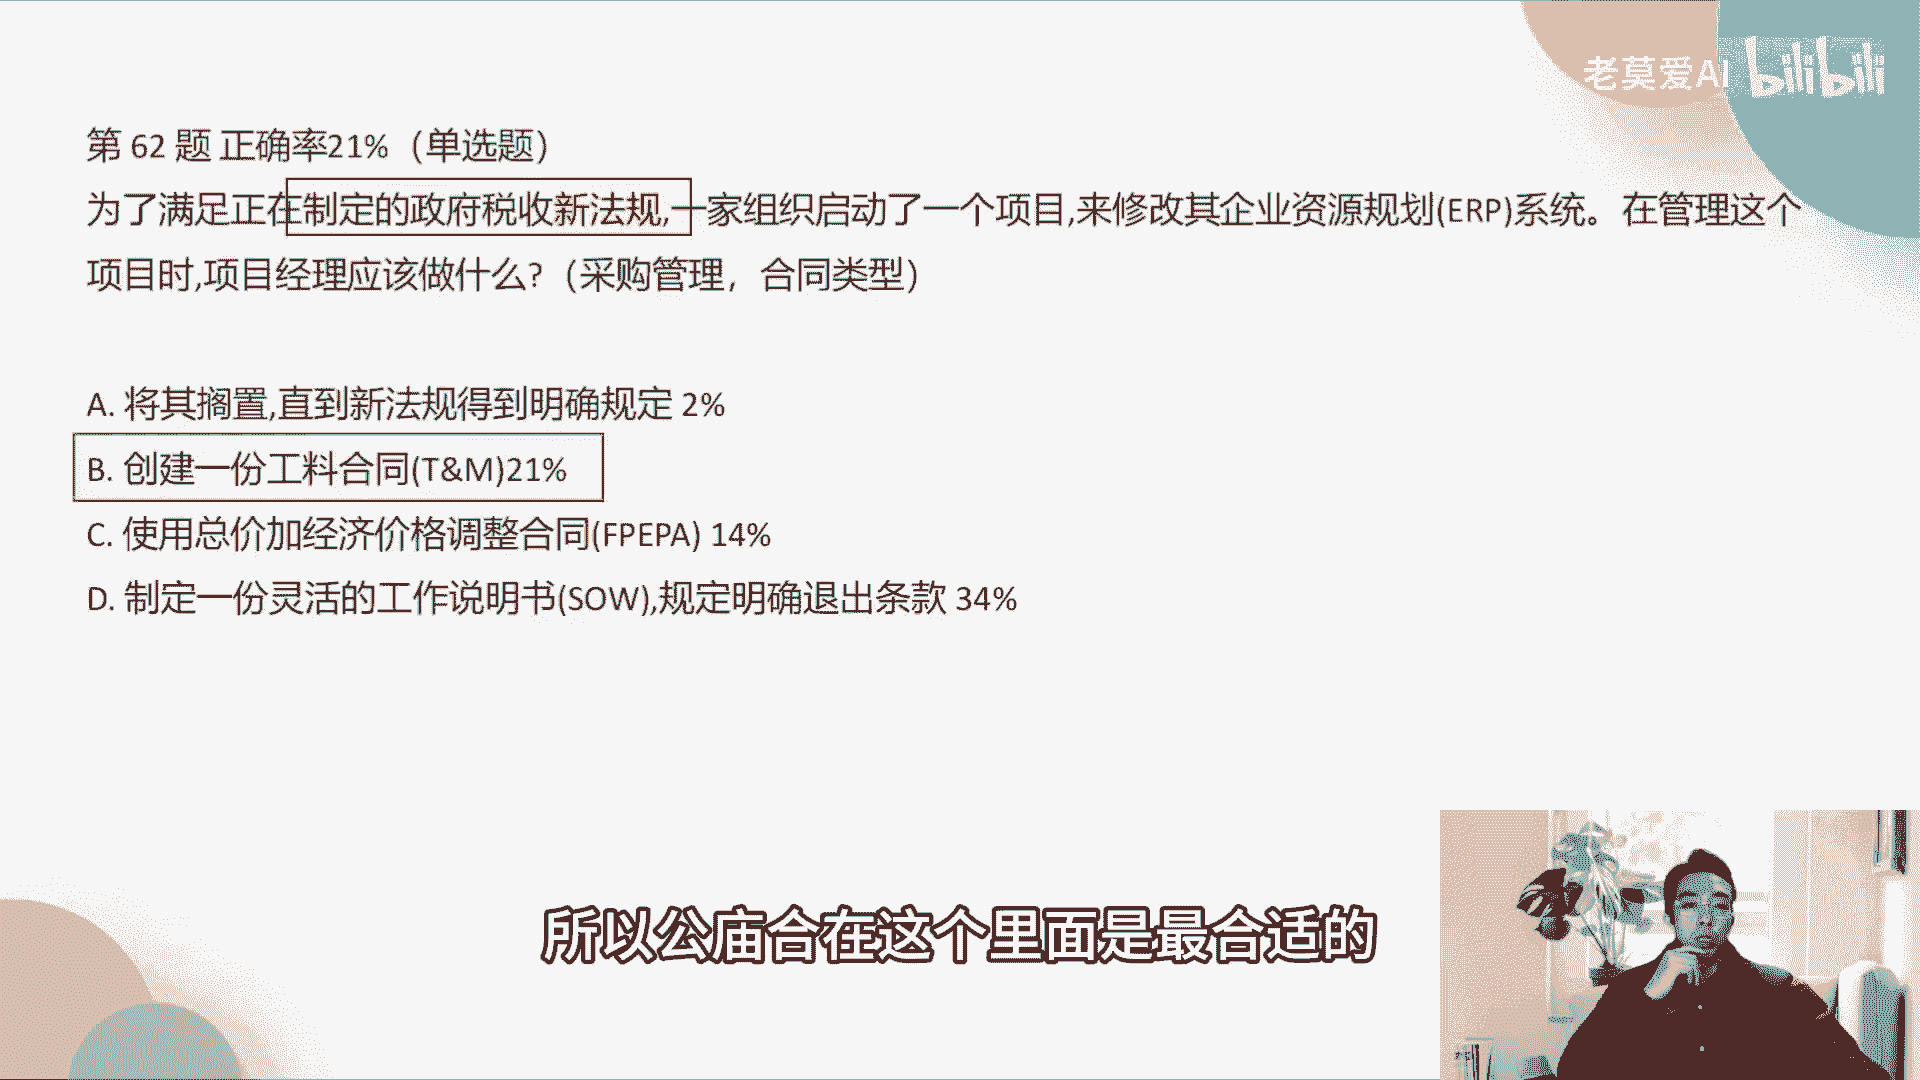 老莫爱AI bilibili
第 62 题 正确率21%（单选题）
为了满足正在制定的政府税收新法规,一家组织启动了一个项目,来修改其企业资源规划(ERP)系统。在管理这个
项目时,项目经理应该做什么?（采购管理，合同类型）
A. 将其搁置,直到新法规得到明确规定 2%
B. 创建一份工料合同(T&M)21%
C. 使用总价加经济价格调整合同(FPEPA) 14%
D. 制定一份灵活的工作说明书(SOW),规定明确退出条款 34%
所以公庙合在这个里面是最合适的